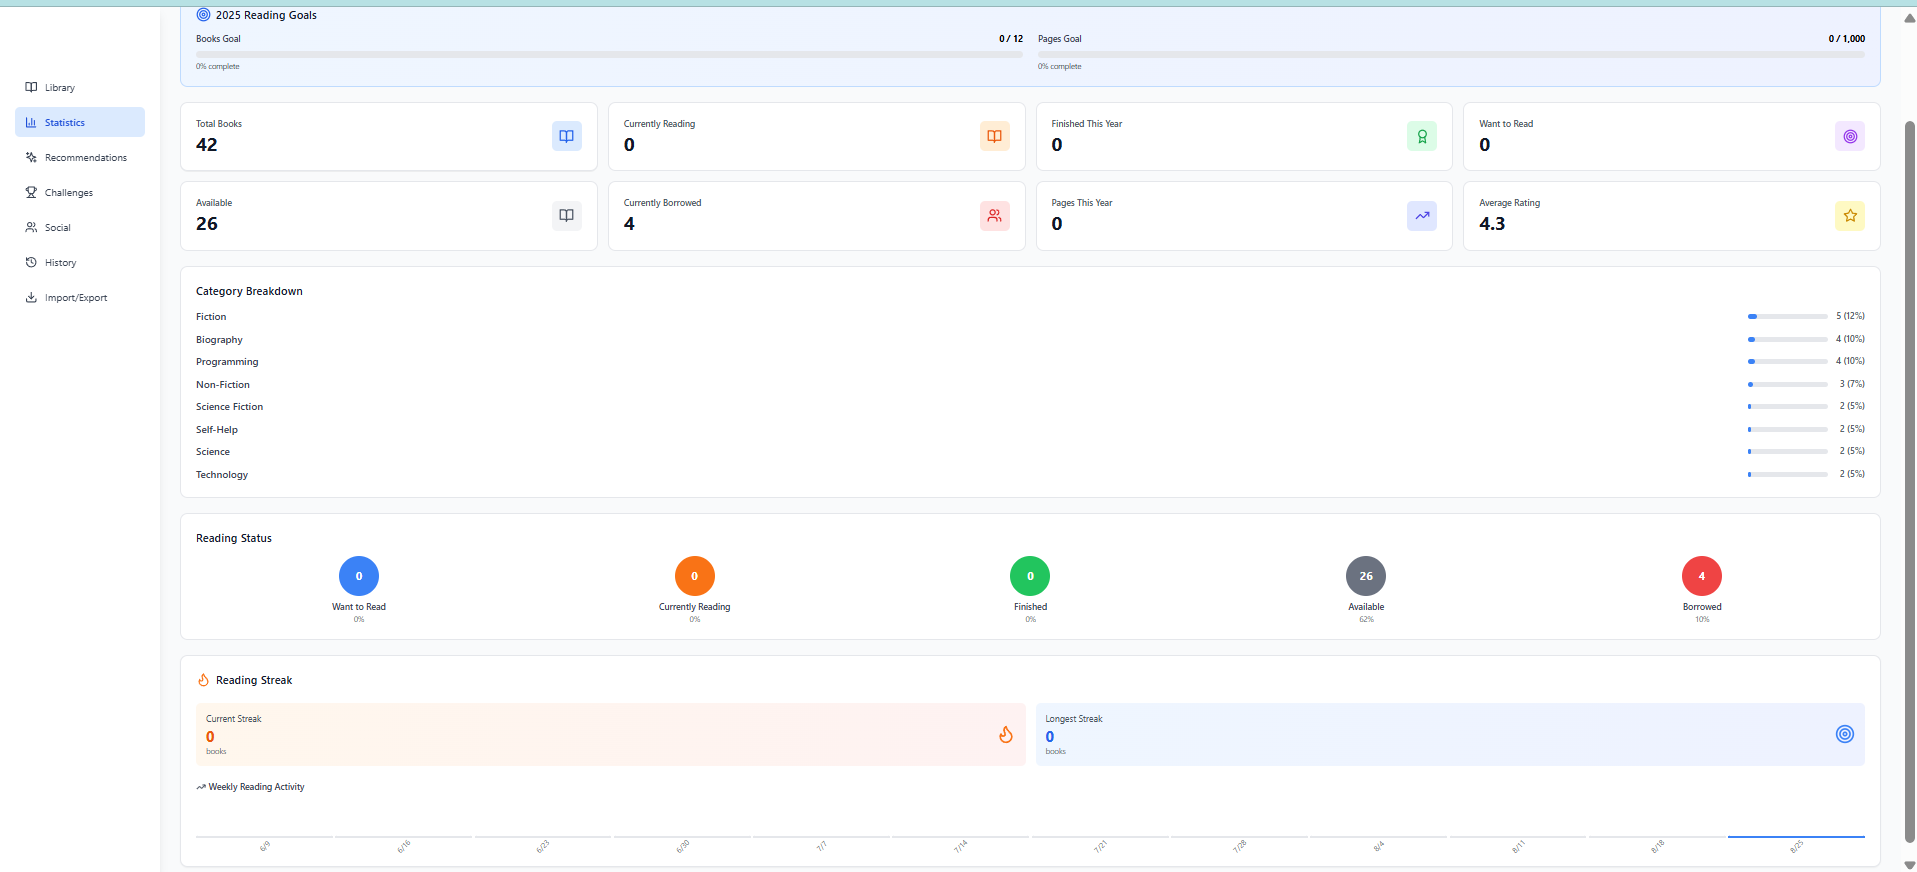 2025 Reading Goals
Books Goal
0 / 12
0% complete
Pages Goal
0 / 1,000
0% complete
Library
Statistics
Recommendations
Challenges
Social
History
Import/Export
Total Books
42
Currently Reading
0
Finished This Year
0
Want to Read
0
Available
26
Currently Borrowed
4
Pages This Year
0
Average Rating
4.3
Category Breakdown
Fiction
5 (12%)
Biography
4 (10%)
Programming
4 (10%)
Non-Fiction
3 (7%)
Science Fiction
2 (5%)
Self-Help
2 (5%)
Science
2 (5%)
Technology
2 (5%)
Reading Status
0
Want to Read
0%
0
Currently Reading
0%
0
Finished
0%
26
Available
62%
4
Borrowed
10%
Reading Streak
Current Streak
0
books
Longest Streak
0
books
Weekly Reading Activity
6/9
6/16
6/23
6/30
7/7
7/14
7/21
7/28
8/4
8/11
8/18
8/25